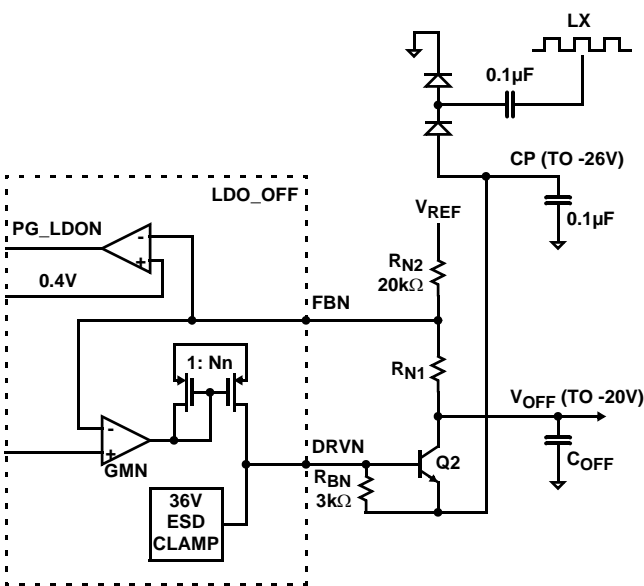 LX
0.1µF
CP (TO -26V)
0.1µF
LDO_OFF
PG_LDON
-
+
0.4V
VREF
RN2
20kΩ
FBN
RN1
1: Nn
VOFF (TO -20V)
-
+
GMN
DRVN
Q2
COFF
RBN
3kΩ
36V
ESD
CLAMP